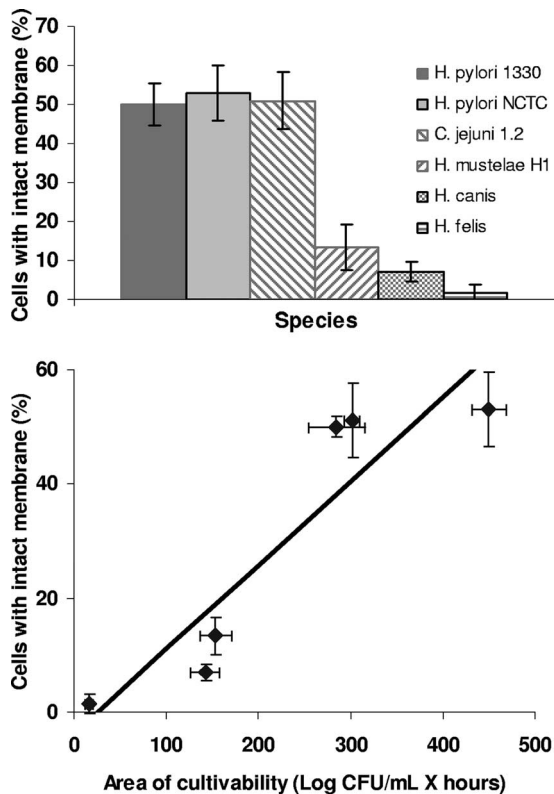 Cells with intact membrane (%)
70
60
50
40
30
20
10
0
H. pylori 1330
H. pylori NCTC
C. jejuni 1.2
H. mustelae H1
H. canis
H. felis
Species
Cells with intact membrane (%)
60
40
20
0
0 100 200 300 400 500
Area of cultivability (Log CFU/mL X hours)